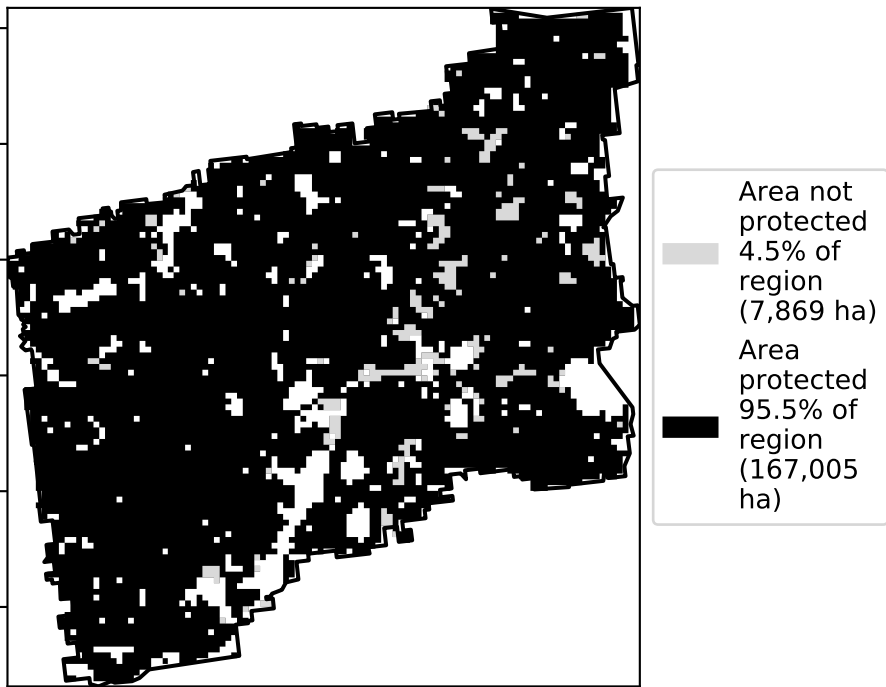 Area not
protected
4.5% of
region
(7,869 ha)
Area
protected
95.5% of
region
(167,005
ha)